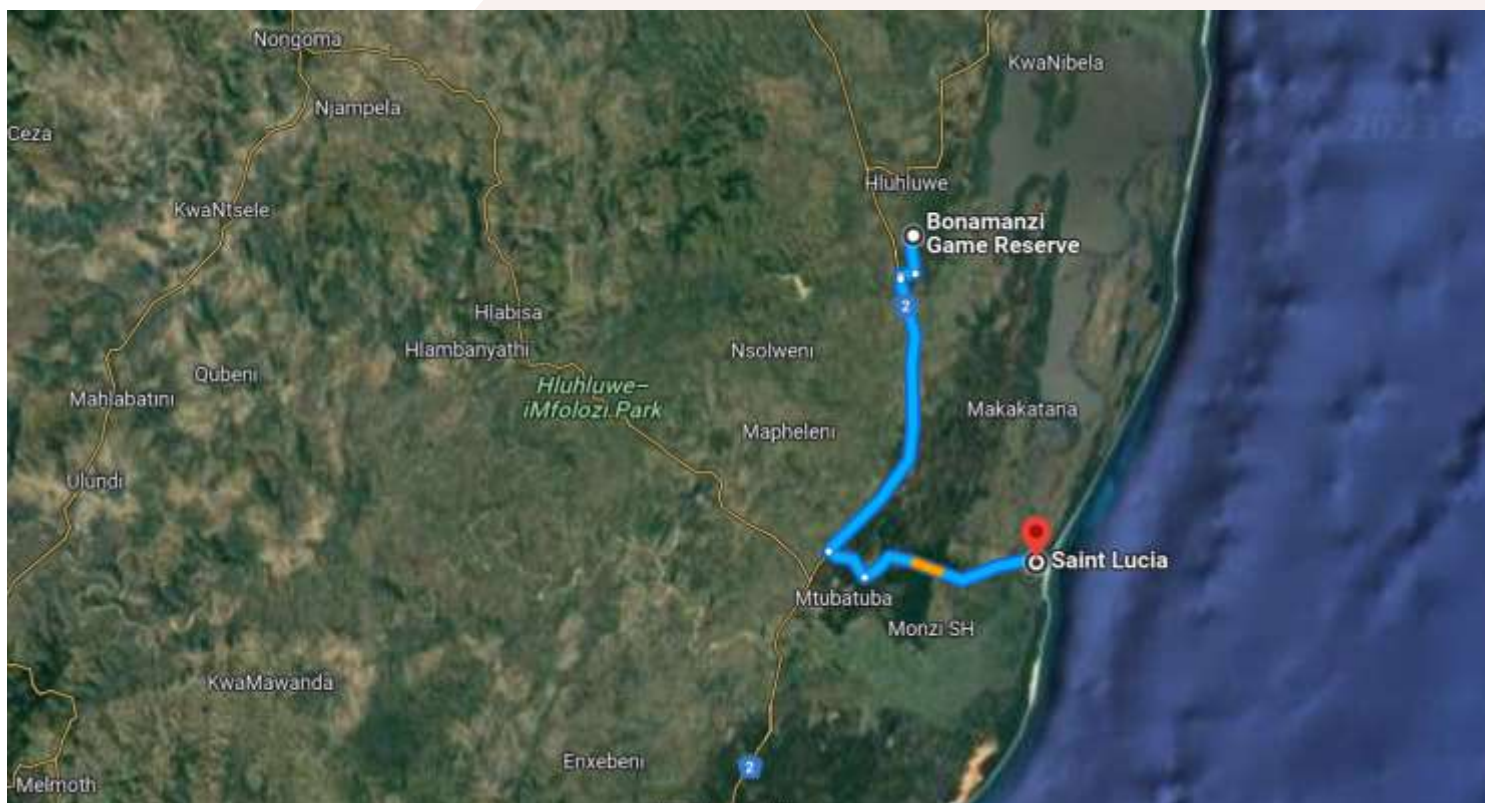 Nongoma
KwaNibela
Njampela
Ceza
Hluhluwe
KwaNtsele
Bonamanzi
Game Reserve
2
Hlabisa
Hlambanyathi
Nsolweni
Qubeni
Hluhluwe–
iMfolozi Park
Mahlabatini
Makakatana
Mapheleni
Ulundi
Saint Lucia
Mtubatuba
Monzi SH
KwaMawanda
Enxebeni
2
Melmoth